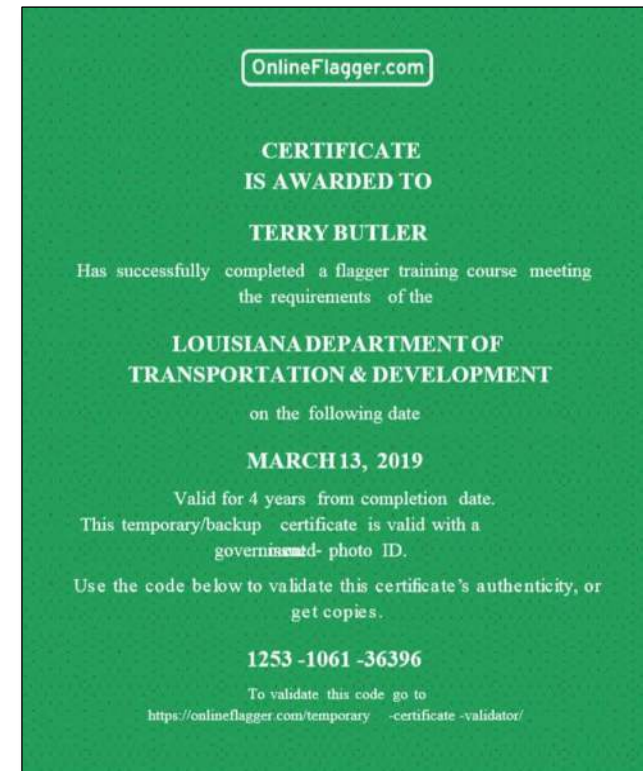 OnlineFlagger.com
CERTIFICATE
IS AWARDED TO
TERRY BUTLER
Has successfully completed a flagger training course meeting
the requirements of the
LOUISIANA DEPARTMENT OF
TRANSPORTATION & DEVELOPMENT
on the following date
MARCH 13, 2019
Valid for 4 years from completion date.
This temporary/backup certificate is valid with a
government issued- photo ID.
Use the code below to validate this certificate's authenticity, or
get copies.
1253 -1061 -36396
To validate this code go to
https://onlineflagger.com/temporary -certificate -validator/